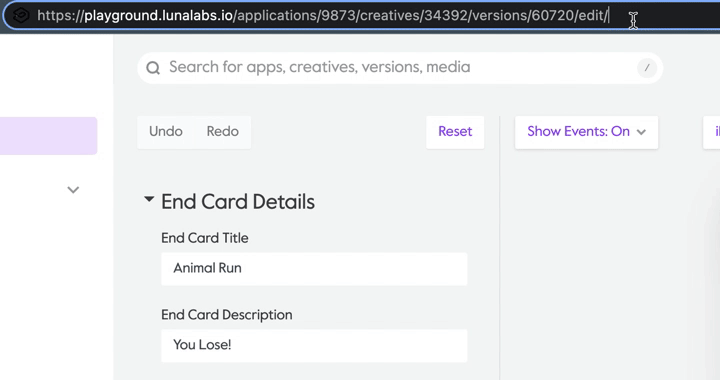 https://playground.lunalabs.io/applications/9873/creatives/34392/versions/60720/edit/
Search for apps, creatives, versions, media
/
Undo Redo Reset Show Events: On
End Card Details
End Card Title
Animal Run
End Card Description
You Lose!